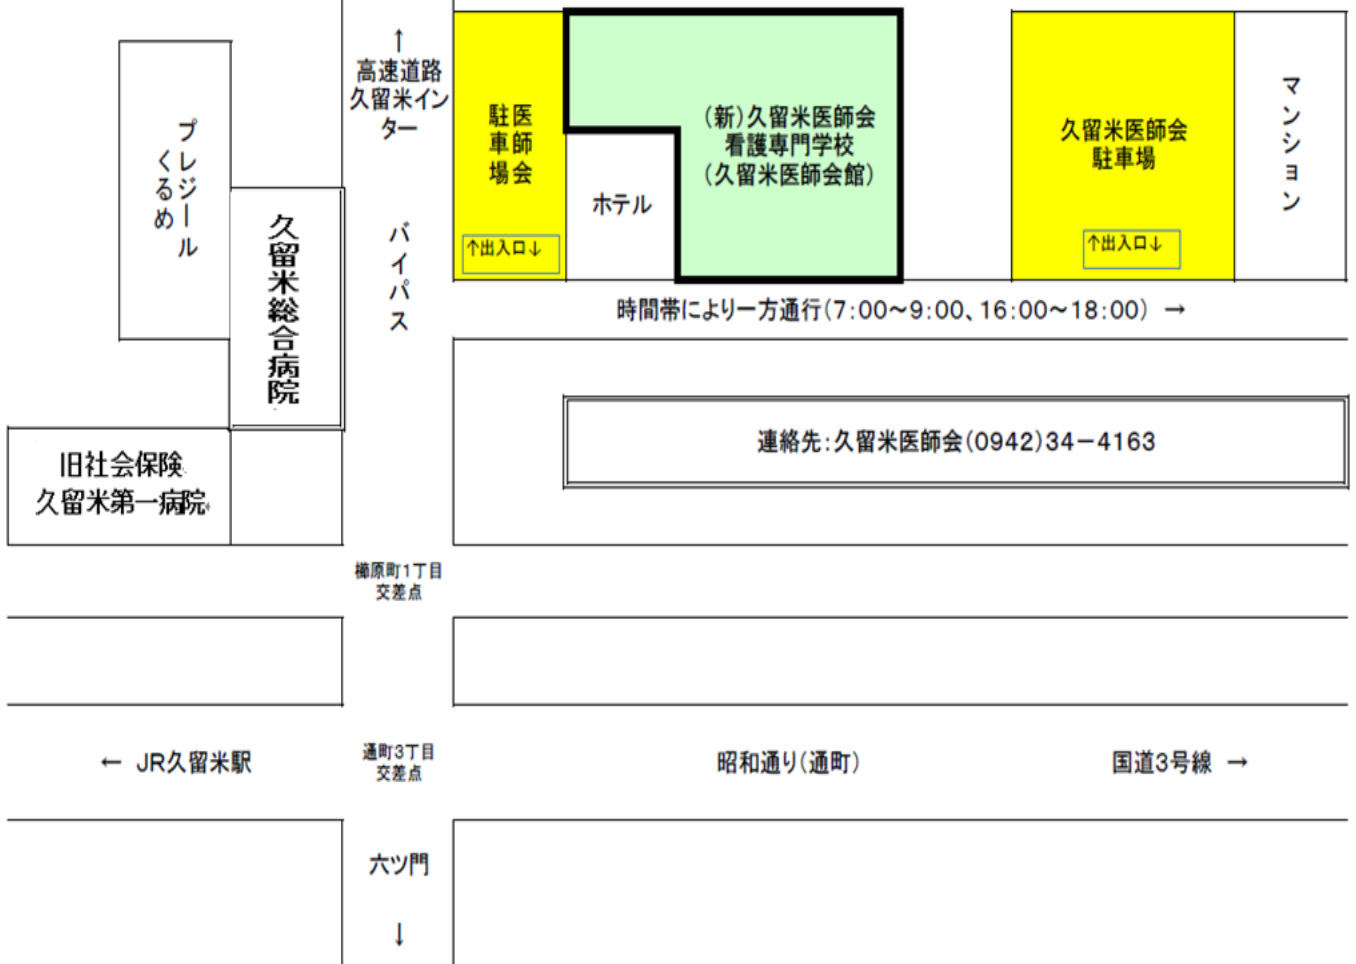 ↑
高速道路
久留米イン
ター
バイパス
プレジール
くるめ
久留米総合病院
旧社会保険
久留米第一病院
医師会
駐車場
↑出入口↓
ホテル
(新)久留米医師会
看護専門学校
(久留米医師会館)
久留米医師会
駐車場
↑出入口↓
マンション
時間帯により一方通行(7:00~9:00、16:00~18:00) →
連絡先:久留米医師会(0942)34-4163
櫛原町1丁目
交差点
← JR久留米駅
通町3丁目
交差点
昭和通り(通町)
国道3号線 →
六ツ門
↓